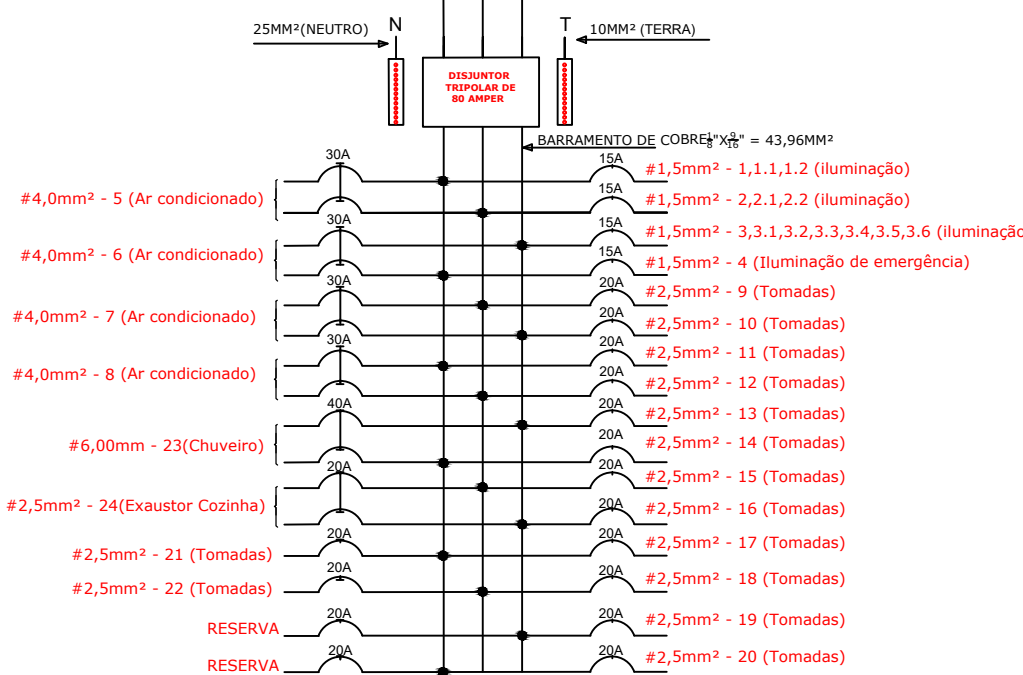 25MM²(NEUTRO)
N
T
10MM² (TERRA)
DISJUNTOR
TRIPOLAR DE
80 AMPER
BARRAMENTO DE COBRE 1/8"X 9/16" = 43,96MM²
30A
15A
#1,5mm² - 1,1.1,1.2 (iluminação)
#4,0mm² - 5 (Ar condicionado)
15A
#1,5mm² - 2,2.1,2.2 (iluminação)
30A
15A
#1,5mm² - 3,3.1,3.2,3.3,3.4,3.5,3.6 (iluminaçãc
#4,0mm² - 6 (Ar condicionado)
15A
#1,5mm² - 4 (Iluminação de emergência)
30A
20A
#2,5mm² - 9 (Tomadas)
#4,0mm² - 7 (Ar condicionado)
20A
#2,5mm² - 10 (Tomadas)
30A
20A
#2,5mm² - 11 (Tomadas)
#4,0mm² - 8 (Ar condicionado)
20A
#2,5mm² - 12 (Tomadas)
40A
20A
#2,5mm² - 13 (Tomadas)
#6,00mm - 23(Chuveiro)
20A
#2,5mm² - 14 (Tomadas)
20A
20A
#2,5mm² - 15 (Tomadas)
#2,5mm² - 24(Exaustor Cozinha)
20A
#2,5mm² - 16 (Tomadas)
20A
#2,5mm² - 21 (Tomadas)
20A
#2,5mm² - 17 (Tomadas)
20A
#2,5mm² - 22 (Tomadas)
20A
#2,5mm² - 18 (Tomadas)
20A
RESERVA
20A
#2,5mm² - 19 (Tomadas)
20A
RESERVA
20A
#2,5mm² - 20 (Tomadas)